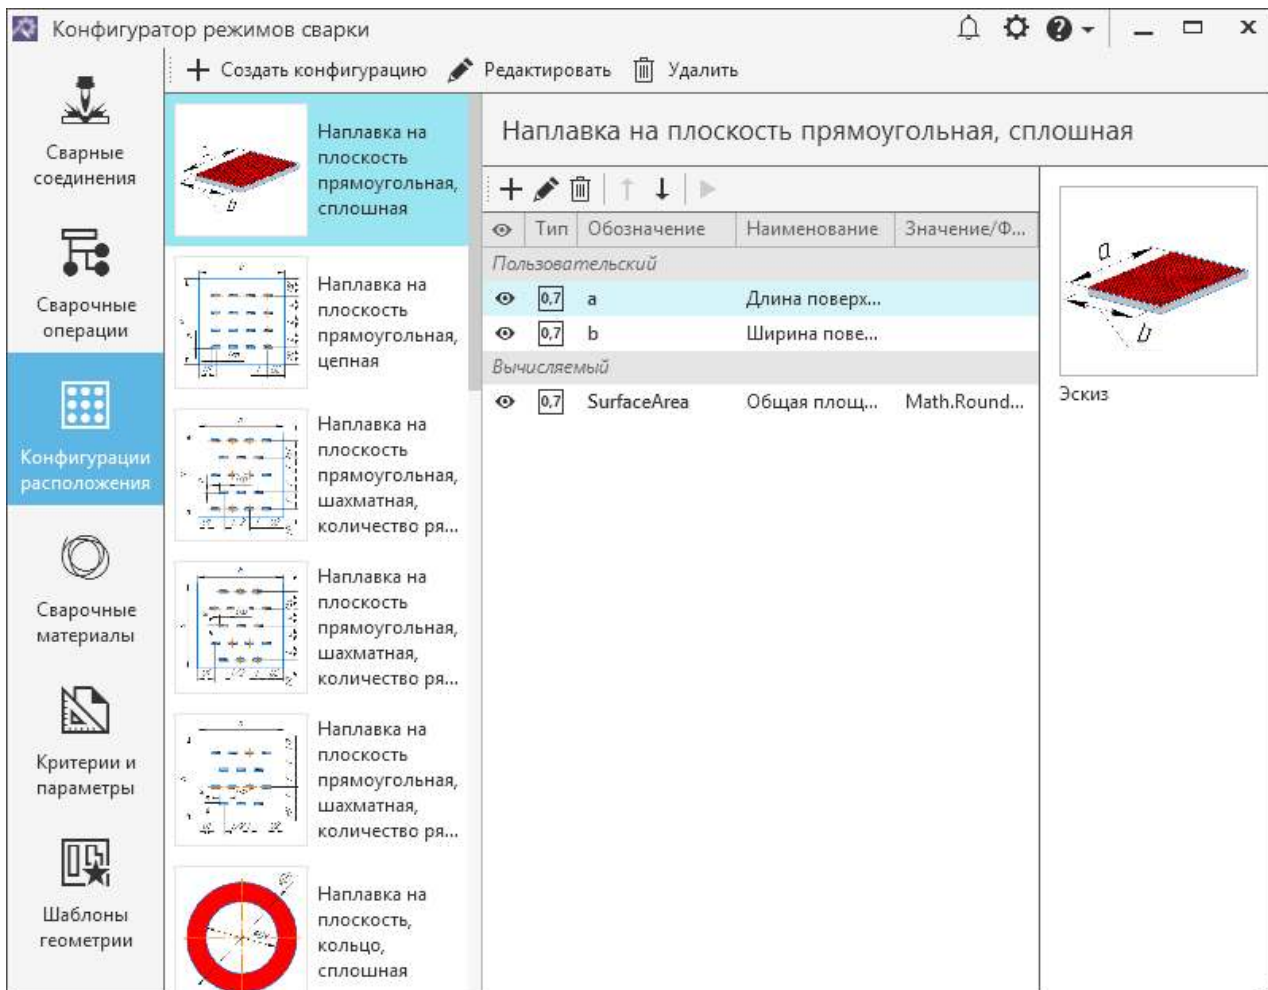 Конфигуратор режимов сварки
Создать конфигурацию
Редактировать
Удалить
Сварные
соединения
Сварочные
операции
Конфигурации
расположения
Сварочные
материалы
Критерии и
параметры
Шаблоны
геометрии
Наплавка на
плоскость
прямоугольная,
сплошная
b
Наплавка на
плоскость
прямоугольная,
цепная
Наплавка на
плоскость
прямоугольная,
шахматная,
количество ря...
Наплавка на
плоскость
прямоугольная,
шахматная,
количество ря...
Наплавка на
плоскость
прямоугольная,
шахматная,
количество ря...
Наплавка на
плоскость,
кольцо,
сплошная
Наплавка на плоскость прямоугольная, сплошная
Тип Обозначение Наименование Значение/Ф...
Пользовательский
0,7 a Длина поверх...
0,7 b Ширина пове...
Вычисляемый
0,7 SurfaceArea Общая площ... Math.Round...
a
b
Эскиз